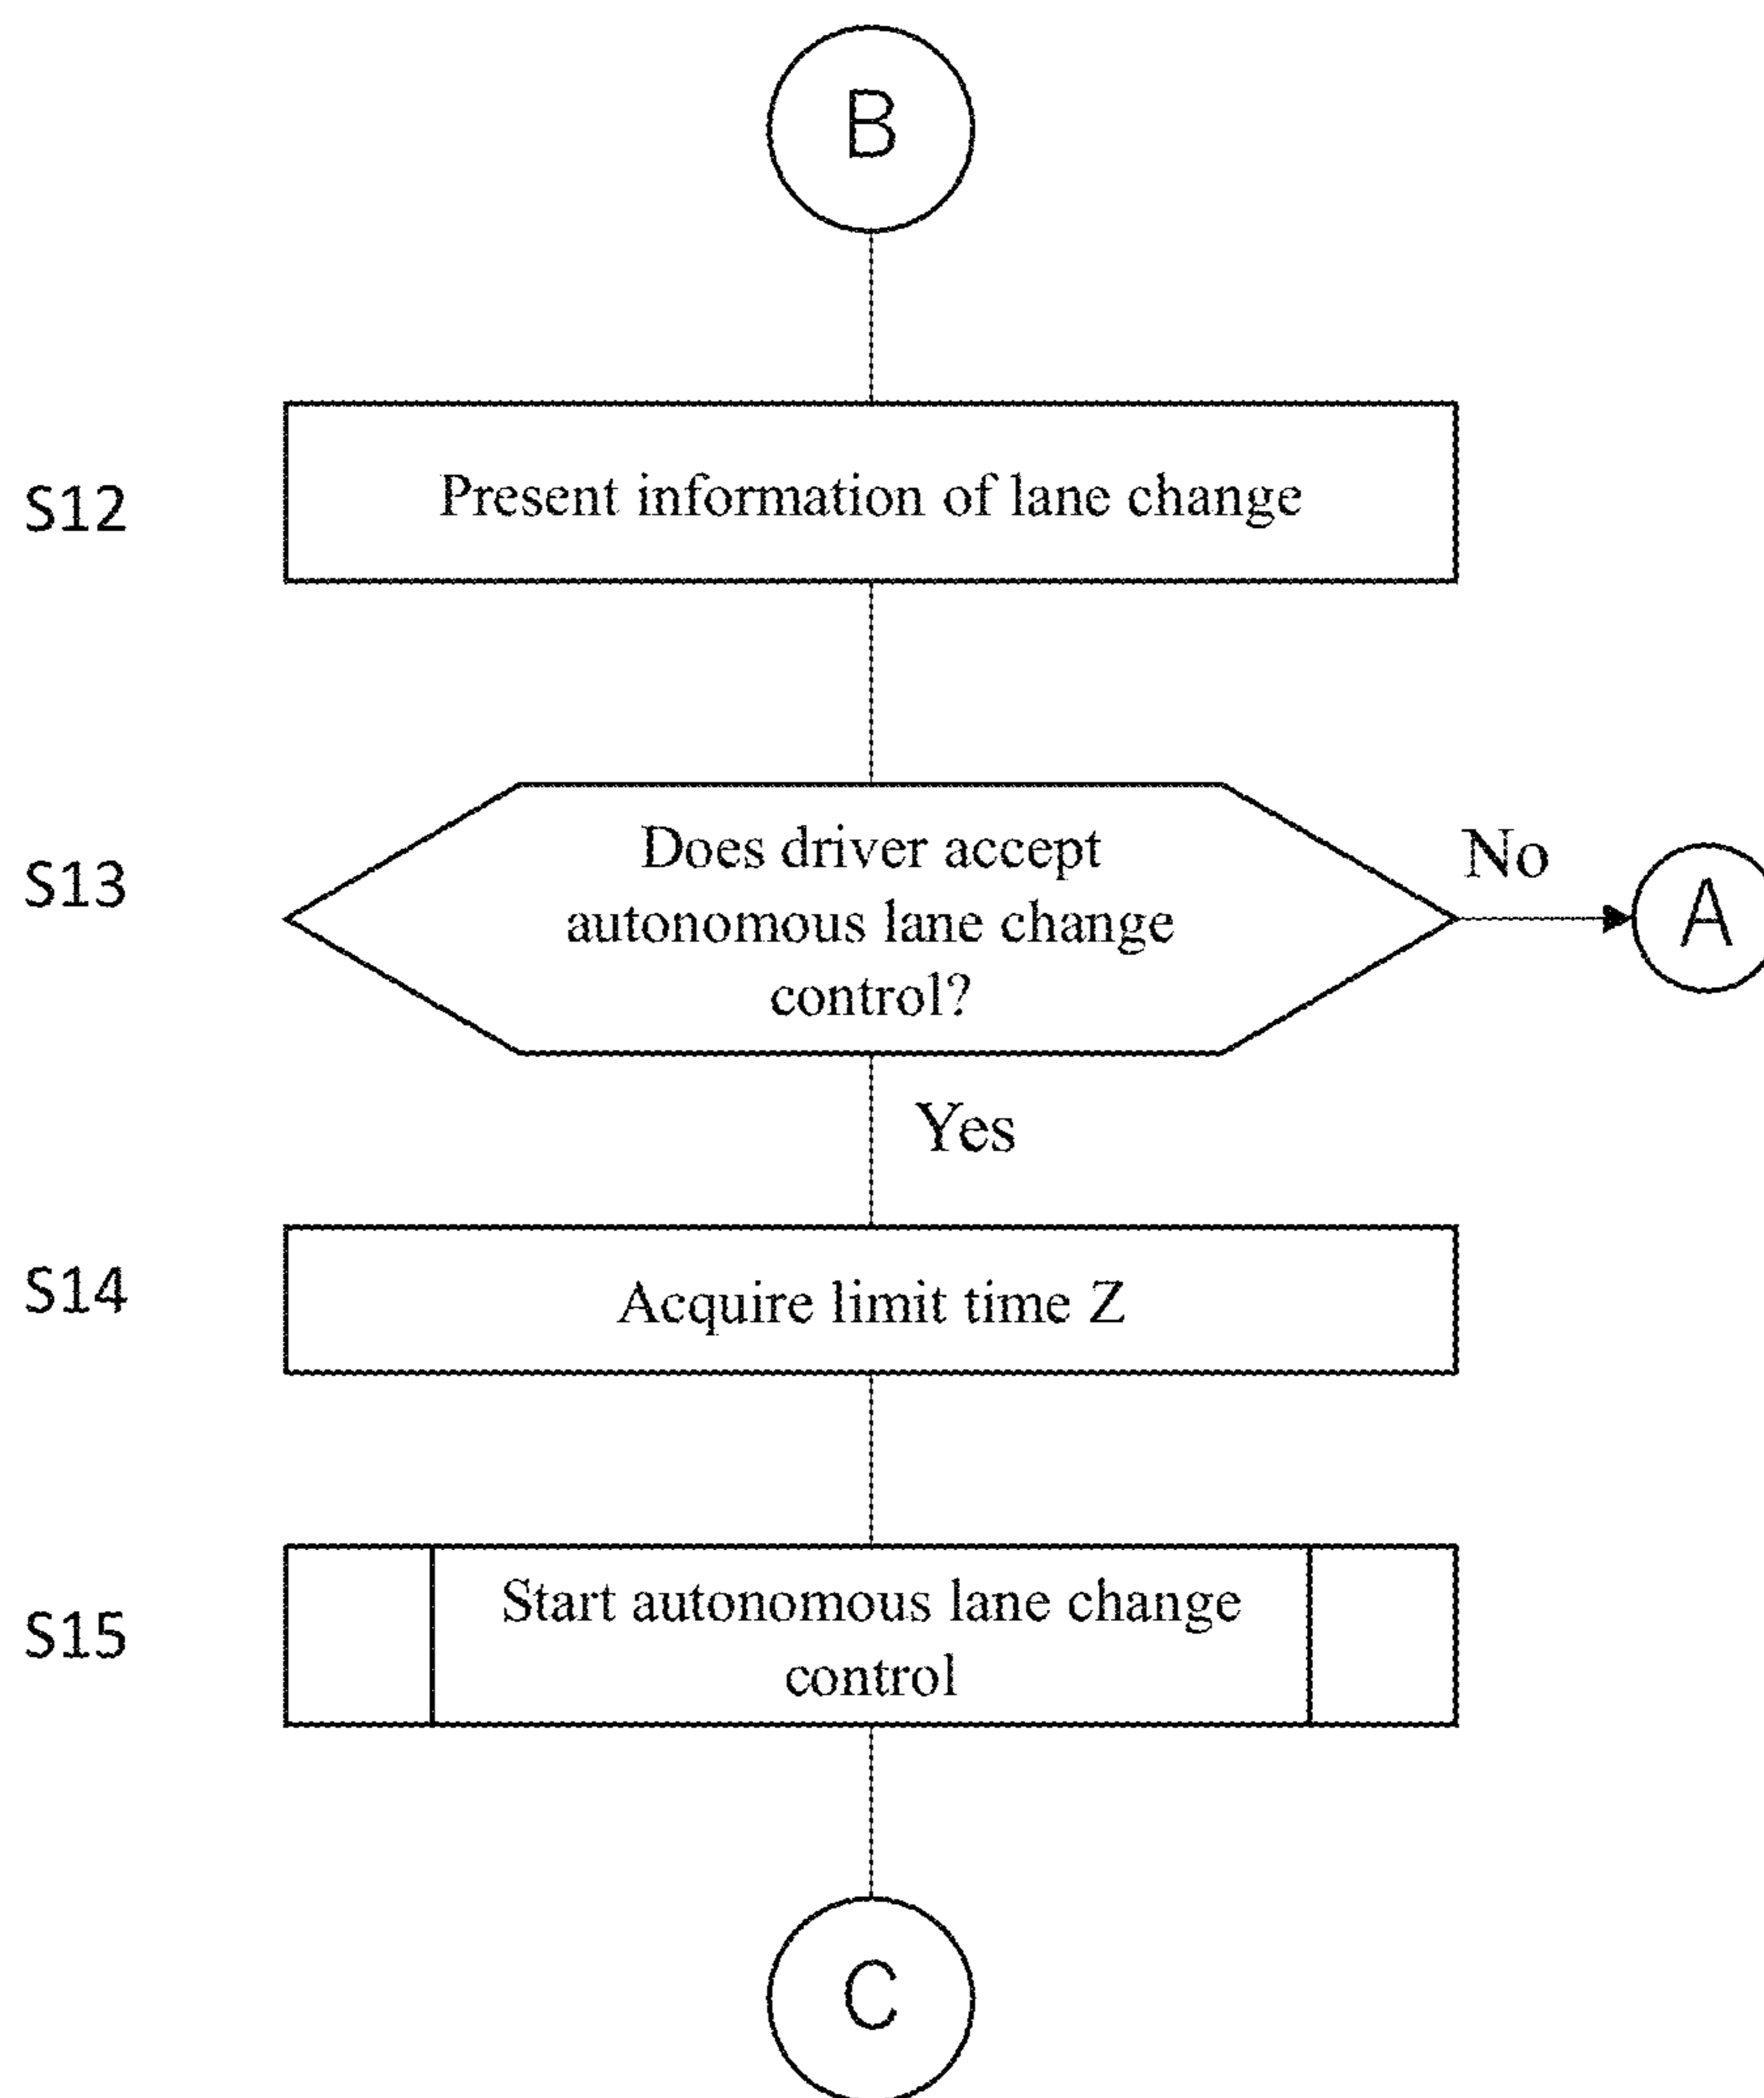 B
S12
Present information of lane change
S13
Does driver accept
autonomous lane change
control?
No
A
Yes
S14
Acquire limit time Z
S15
Start autonomous lane change
control
C